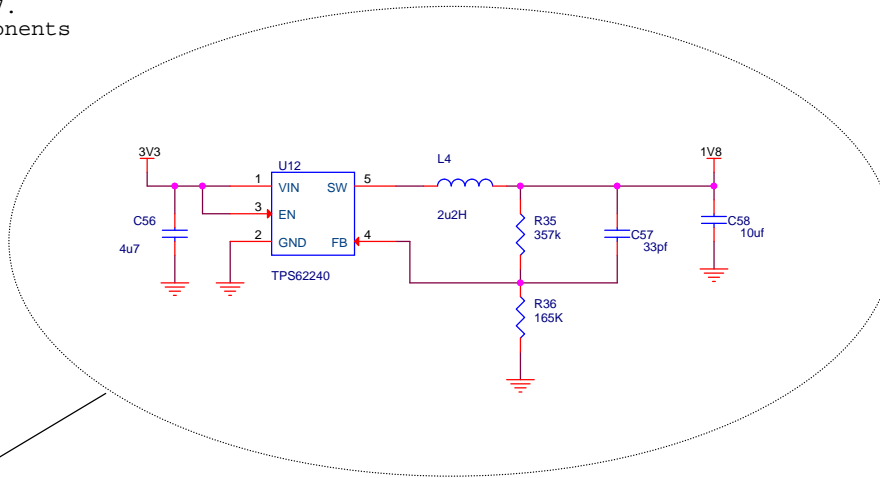 7.
onents
3V3
C56
4u7
U12
1
VIN
SW
5
3
EN
2
GND
FB
4
TPS62240
L4
2u2H
R35
357k
C57
33pf
1V8
C58
10uf
R36
165K